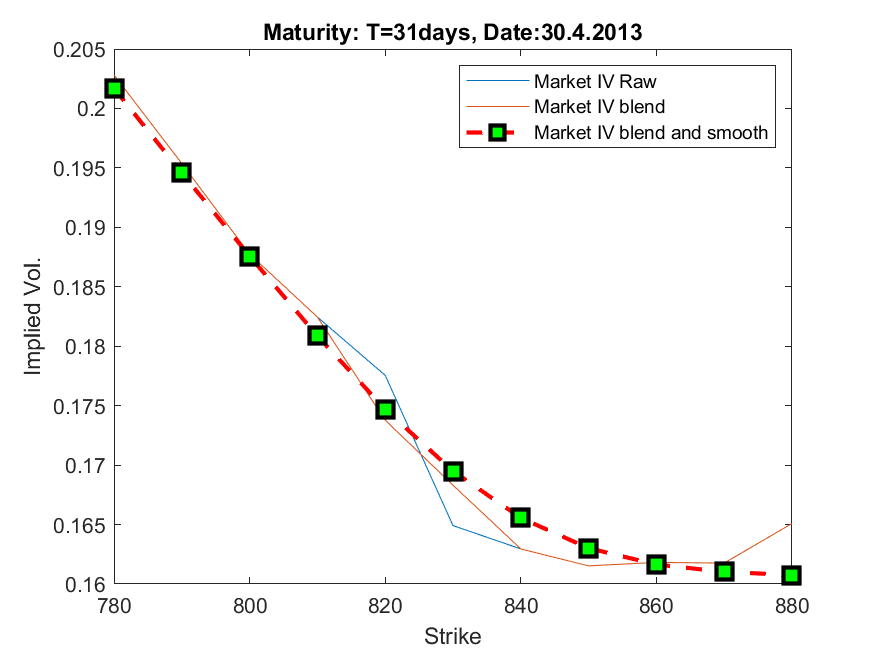 Maturity: T=31days, Date:30.4.2013
0.205
0.2
0.195
0.19
0.185
0.18
0.175
0.17
0.165
0.16
Implied Vol.
Market IV Raw
Market IV blend
Market IV blend and smooth
780
800
820
840
860
880
Strike